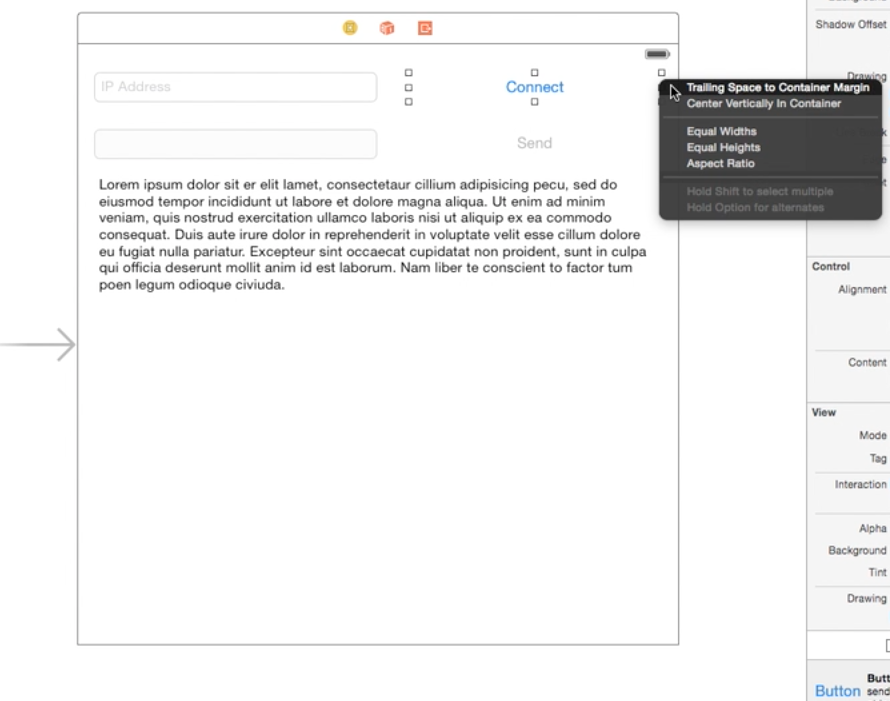 Shadow Offset
Drawing
IP Address
Connect
Trailing Space to Container Margin
Center Vertically In Container
Equal Widths
Equal Heights
Aspect Ratio
Hold Shift to select multiple
Hold Option for alternates
Send
Lorem ipsum dolor sit er elit lamet, consectetaur cillium adipisicing pecu, sed do
eiusmod tempor incididunt ut labore et dolore magna aliqua. Ut enim ad minim
veniam, quis nostrud exercitation ullamco laboris nisi ut aliquip ex ea commodo
consequat. Duis aute irure dolor in reprehenderit in voluptate velit esse cillum dolore
eu fugiat nulla pariatur. Excepteur sint occaecat cupidatat non proident, sunt in culpa
qui officia deserunt mollit anim id est laborum. Nam liber te conscient to factor tum
poen legum odioque civiuda.
Control
Alignment
Content
View
Mode
Tag
Interaction
Alpha
Background
Tint
Drawing
Button
Butt
send